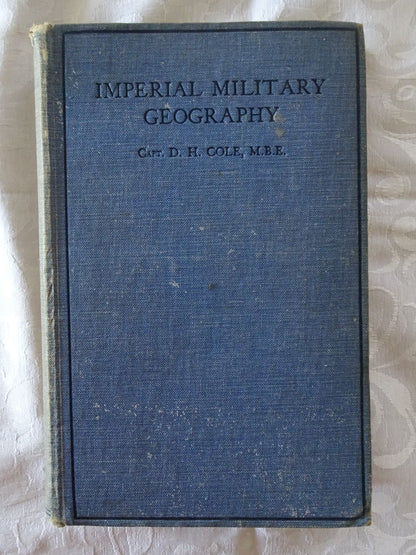 IMPERIAL MILITARY
GEOGRAPHY
CAPT. D. H. COLE, M.B.E.